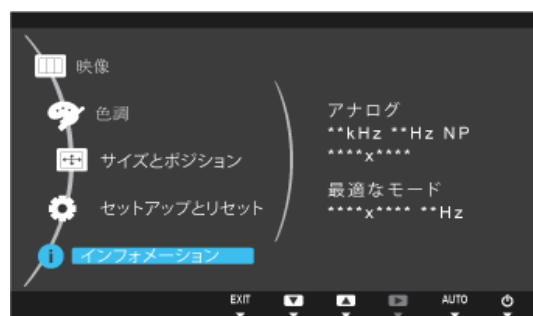 映像
色調
サイズとポジション
セットアップとリセット
インフォメーション
アナログ
**kHz **Hz NP
****x****
最適なモード
****x**** **Hz
EXIT
AUTO